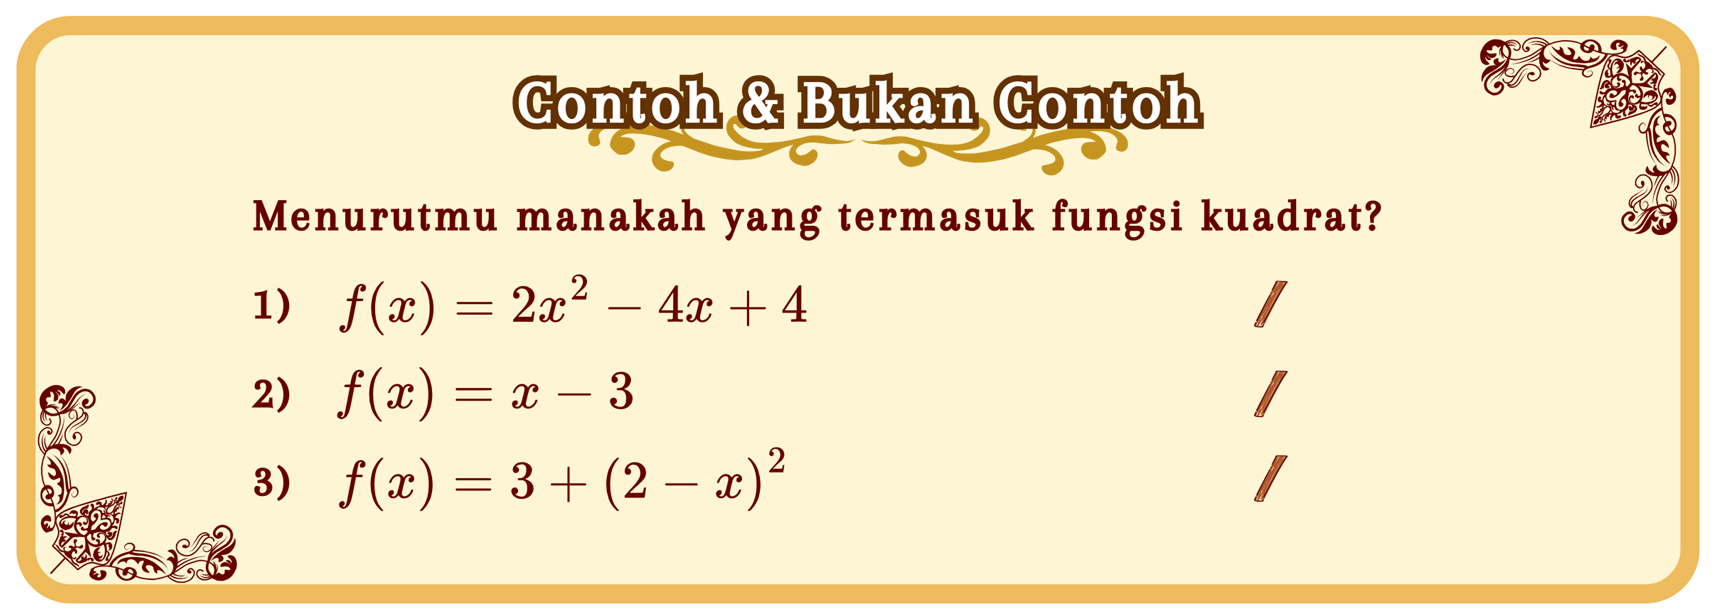 Contoh & Bukan Contoh
Menurutmu manakah yang termasuk fungsi kuadrat?
1) f(x) = 2x² − 4x + 4 /
2) f(x) = x − 3 /
3) f(x) = 3 + (2 − x)² /